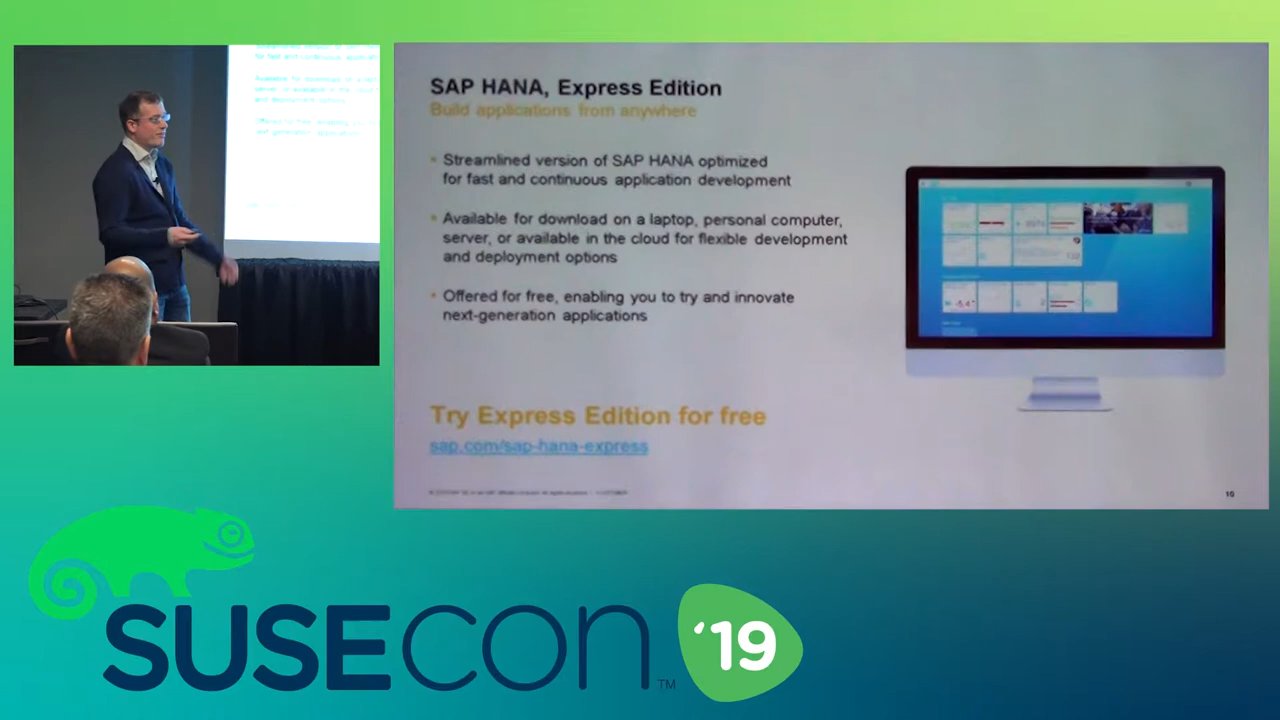 SAP HANA, Express Edition
Build applications from anywhere
Streamlined version of SAP HANA optimized
for fast and continuous application development
Available for download on a laptop, personal computer,
server, or available in the cloud for flexible development
and deployment options
Offered for free, enabling you to try and innovate
next-generation applications
Try Express Edition for free
sap.com/sap-hana-express
SUSECON ™ '19